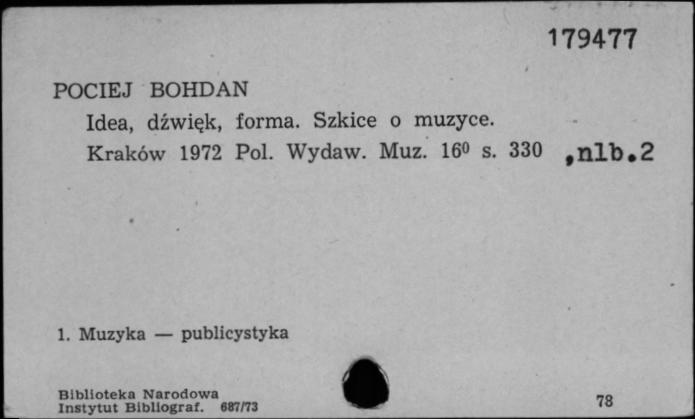 179477
POCIEJ BOHDAN
Idea, dźwięk, forma. Szkice o muzyce.
Kraków 1972 Pol. Wydaw. Muz. 16⁰ s. 330 ,nlb.2
1. Muzyka — publicystyka
Biblioteka Narodowa
Instytut Bibliograf. 687/73
78